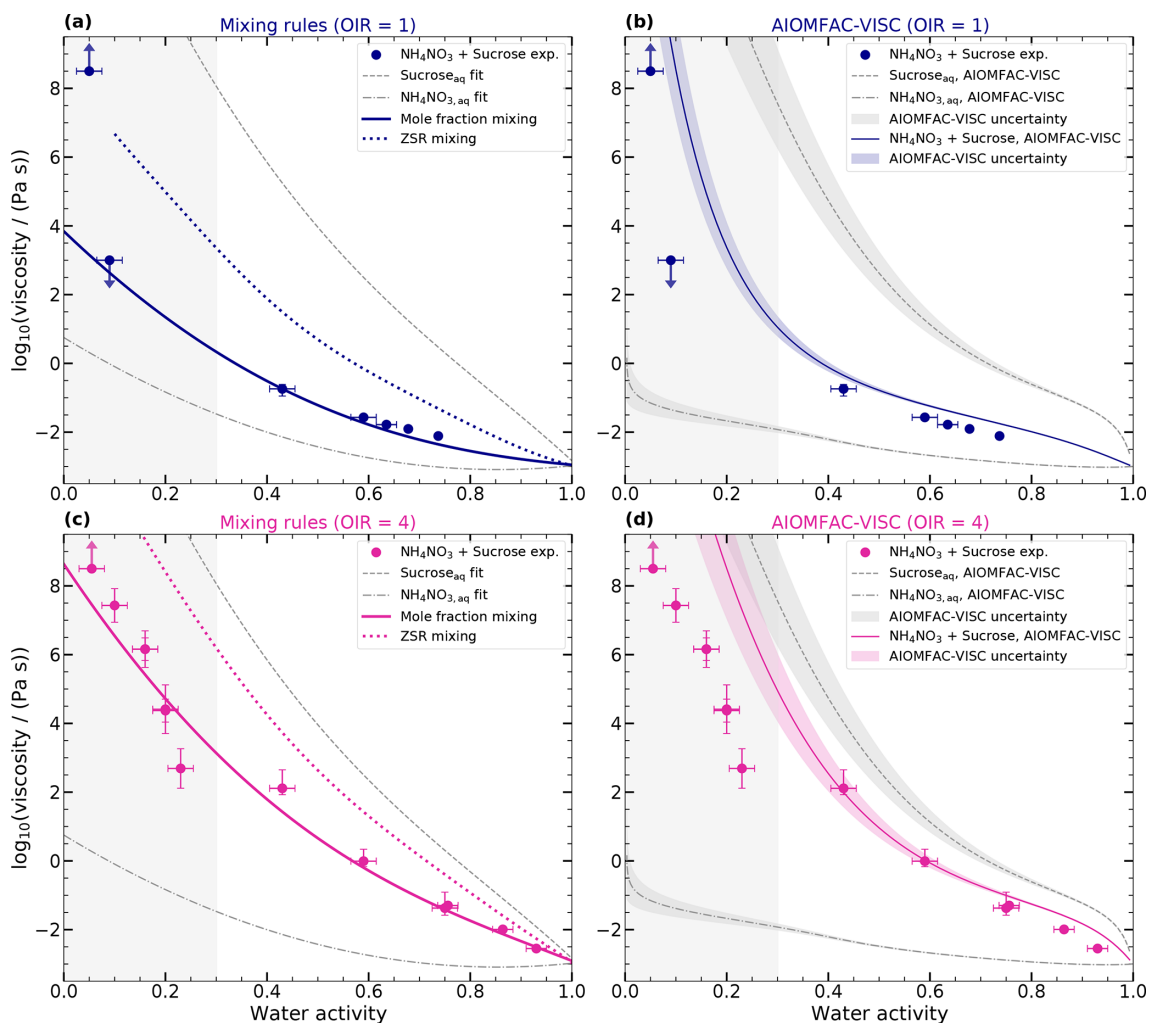 (a) Mixing rules (OIR = 1)
NH₄NO₃ + Sucrose exp.
Sucroseₐq fit
NH₄NO₃,ₐq fit
Mole fraction mixing
ZSR mixing
log₁₀(viscosity / (Pa s))
8
6
4
2
0
−2
0.0 0.2 0.4 0.6 0.8 1.0
(b) AIOMFAC-VISC (OIR = 1)
NH₄NO₃ + Sucrose exp.
Sucroseₐq, AIOMFAC-VISC
NH₄NO₃,ₐq, AIOMFAC-VISC
AIOMFAC-VISC uncertainty
NH₄NO₃ + Sucrose, AIOMFAC-VISC
AIOMFAC-VISC uncertainty
8
6
4
2
0
−2
0.0 0.2 0.4 0.6 0.8 1.0
(c) Mixing rules (OIR = 4)
NH₄NO₃ + Sucrose exp.
Sucroseₐq fit
NH₄NO₃,ₐq fit
Mole fraction mixing
ZSR mixing
log₁₀(viscosity / (Pa s))
8
6
4
2
0
−2
0.0 0.2 0.4 0.6 0.8 1.0
Water activity
(d) AIOMFAC-VISC (OIR = 4)
NH₄NO₃ + Sucrose exp.
Sucroseₐq, AIOMFAC-VISC
NH₄NO₃,ₐq, AIOMFAC-VISC
AIOMFAC-VISC uncertainty
NH₄NO₃ + Sucrose, AIOMFAC-VISC
AIOMFAC-VISC uncertainty
8
6
4
2
0
−2
0.0 0.2 0.4 0.6 0.8 1.0
Water activity